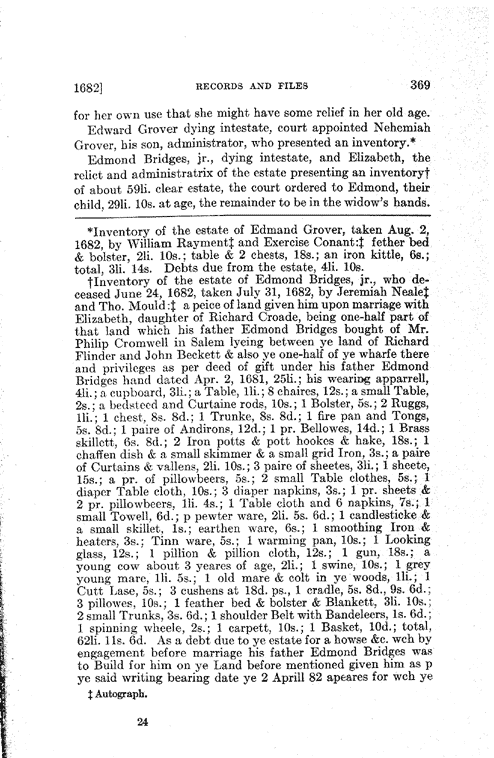 1682] RECORDS AND FILES 369
for her own use that she might have some relief in her old age.
Edward Grover dying intestate, court appointed Nehemiah
Grover, his son, administrator, who presented an inventory.*
Edmond Bridges, jr., dying intestate, and Elizabeth, the
relict and administratrix of the estate presenting an inventory†
of about 59li. clear estate, the court ordered to Edmond, their
child, 29li. 10s. at age, the remainder to be in the widow's hands.
*Inventory of the estate of Edmand Grover, taken Aug. 2,
1682, by William Rayment‡ and Exercise Conant:‡ fether bed
& bolster, 2li. 10s.; table & 2 chests, 18s.; an iron kittle, 6s.;
total, 3li. 14s. Debts due from the estate, 4li. 10s.
†Inventory of the estate of Edmond Bridges, jr., who de-
ceased June 24, 1682, taken July 31, 1682, by Jeremiah Neale‡
and Tho. Mould:‡ a peice of land given him upon marriage with
Elizabeth, daughter of Richard Croade, being one-half part of
that land which his father Edmond Bridges bought of Mr.
Philip Cromwell in Salem lyeing between ye land of Richard
Flinder and John Beckett & also ye one-half of ye wharfe there
and privileges as per deed of gift under his father Edmond
Bridges hand dated Apr. 2, 1681, 25li.; his wearing apparrell,
4li.; a cupboard, 3li.; a Table, 1li.; 8 chaires, 12s.; a small Table,
2s.; a bedsteed and Curtaine rods, 10s.; 1 Bolster, 5s.; 2 Ruggs,
1li.; 1 chest, 8s. 8d.; 1 Trunke, 8s. 8d.; 1 fire pan and Tongs,
5s. 8d.; 1 paire of Andirons, 12d.; 1 pr. Bellowes, 14d.; 1 Brass
skillett, 6s. 8d.; 2 Iron potts & pott hookes & hake, 18s.; 1
chaffen dish & a small skimmer & a small grid Iron, 3s.; a paire
of Curtains & vallens, 2li. 10s.; 3 paire of sheetes, 3li.; 1 sheete,
15s.; a pr. of pillowbeers, 5s.; 2 small Table clothes, 5s.; 1
diaper Table cloth, 10s.; 3 diaper napkins, 3s.; 1 pr. sheets &
2 pr. pillowbeers, 1li. 4s.; 1 Table cloth and 6 napkins, 7s.; 1
small Towell, 6d.; p pewter ware, 2li. 5s. 6d.; 1 candlesticke &
a small skillet, 1s.; earthen ware, 6s.; 1 smoothing Iron &
heaters, 3s.; Tinn ware, 5s.; 1 warming pan, 10s.; 1 Looking
glass, 12s.; 1 pillion & pillion cloth, 12s.; 1 gun, 18s.; a
young cow about 3 yeares of age, 2li.; 1 swine, 10s.; 1 grey
young mare, 1li. 5s.; 1 old mare & colt in ye woods, 1li.; 1
Cutt Lase, 5s.; 3 cushens at 18d. ps., 1 cradle, 5s. 8d., 9s. 6d.;
3 pillowes, 10s.; 1 feather bed & bolster & Blankett, 3li. 10s.;
2 small Trunks, 3s. 6d.; 1 shoulder Belt with Bandeleers, 1s. 6d.;
1 spinning wheele, 2s.; 1 carpett, 10s.; 1 Basket, 10d.; total,
62li. 11s. 6d. As a debt due to ye estate for a howse &c. wch by
engagement before marriage his father Edmond Bridges was
to Build for him on ye Land before mentioned given him as p
ye said writing bearing date ye 2 Aprill 82 apeares for wch ye
‡ Autograph.
24